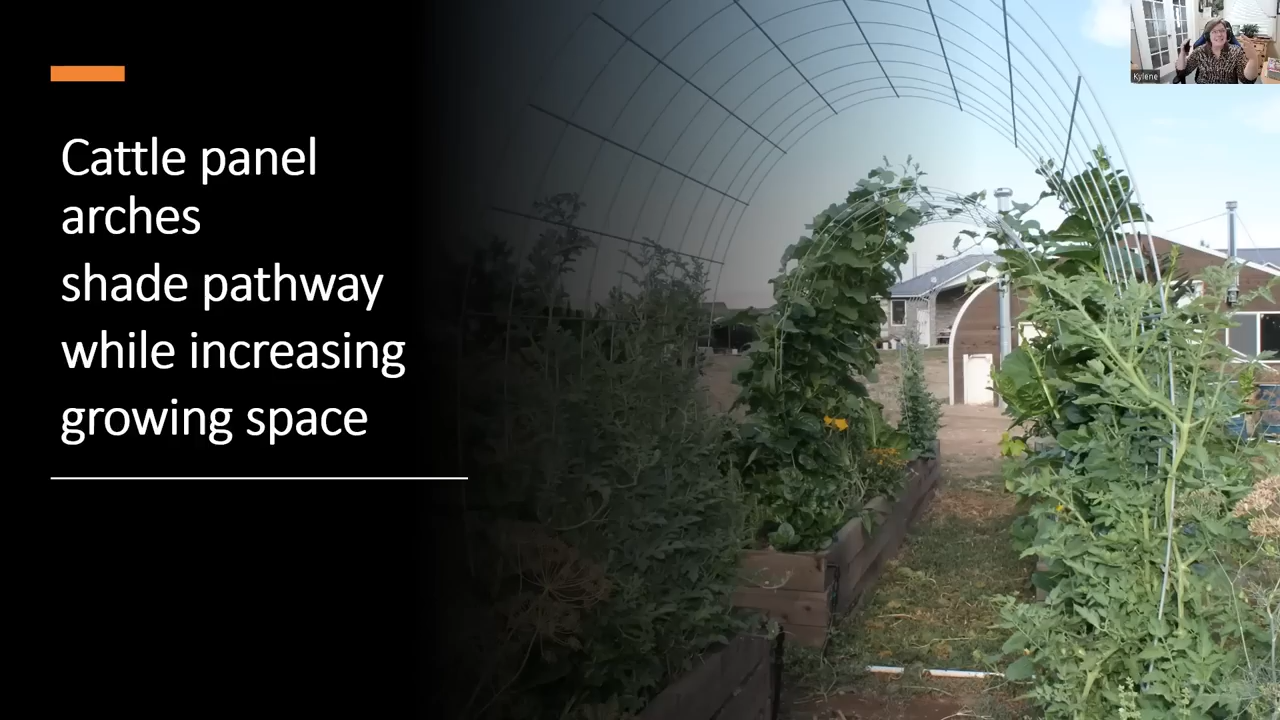 Cattle panel
arches
shade pathway
while increasing
growing space
Kylene